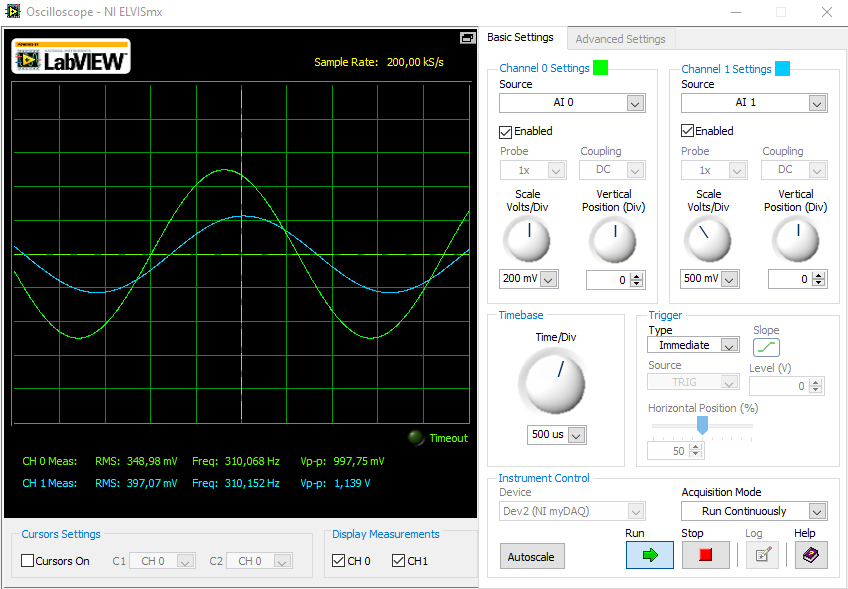 Oscilloscope - NI ELVISmx
LabVIEW
Sample Rate: 200,00 kS/s
Timeout
CH 0 Meas: RMS: 348,98 mV Freq: 310,068 Hz Vp-p: 997,75 mV
CH 1 Meas: RMS: 397,07 mV Freq: 310,152 Hz Vp-p: 1,139 V
Cursors Settings
Cursors On C1 CH 0 C2 CH 0
Display Measurements
CH 0 CH1
Basic Settings Advanced Settings
Channel 0 Settings
Source
AI 0
Enabled
Probe Coupling
1x DC
Scale Vertical
Volts/Div Position (Div)
200 mV 0
Channel 1 Settings
Source
AI 1
Enabled
Probe Coupling
1x DC
Scale Vertical
Volts/Div Position (Div)
500 mV 0
Timebase
Time/Div
500 us
Trigger
Type Slope
Immediate
Source Level (V)
TRIG 0
Horizontal Position (%)
50
Instrument Control
Device Acquisition Mode
Dev2 (NI myDAQ) Run Continuously
Run Stop Log Help
Autoscale